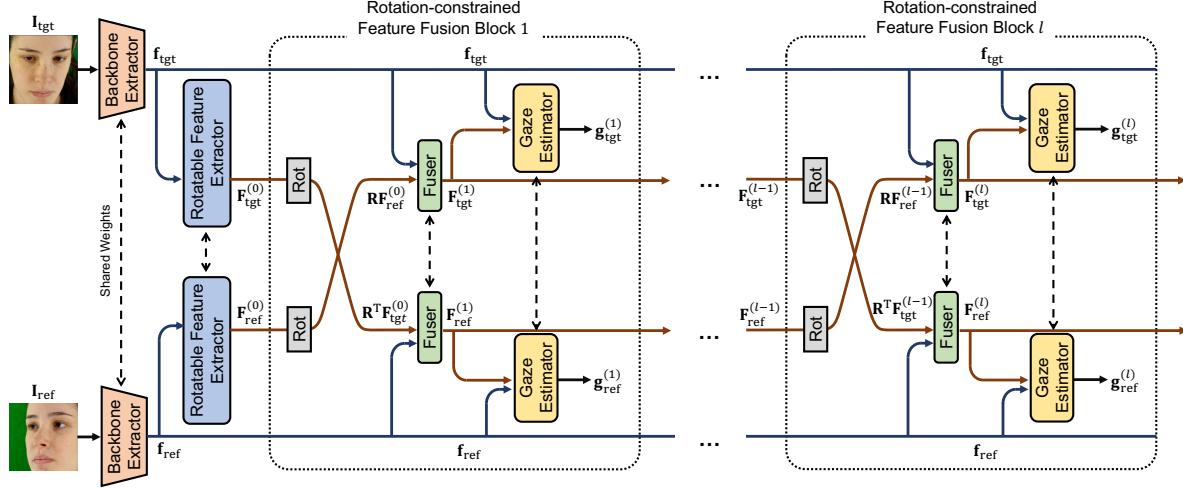 Rotation-constrained
Feature Fusion Block 1
Rotation-constrained
Feature Fusion Block l
I_tgt
Backbone
Extractor
f_tgt
f_tgt
...
f_tgt
Rotatable Feature
Extractor
Gaze
Estimator
g_tgt^(1)
Gaze
Estimator
g_tgt^(l)
F_tgt^(0)
Rot
RF_ref^(0)
Fuser
F_tgt^(1)
...
F_tgt^(l-1)
Rot
RF_ref^(l-1)
Fuser
F_tgt^(l)
Shared Weights
Rotatable Feature
Extractor
F_ref^(0)
Rot
R^T F_tgt^(0)
Fuser
F_ref^(1)
...
F_ref^(l-1)
Rot
R^T F_tgt^(l-1)
Fuser
F_ref^(l)
Gaze
Estimator
g_ref^(1)
Gaze
Estimator
g_ref^(l)
I_ref
Backbone
Extractor
f_ref
f_ref
...
f_ref